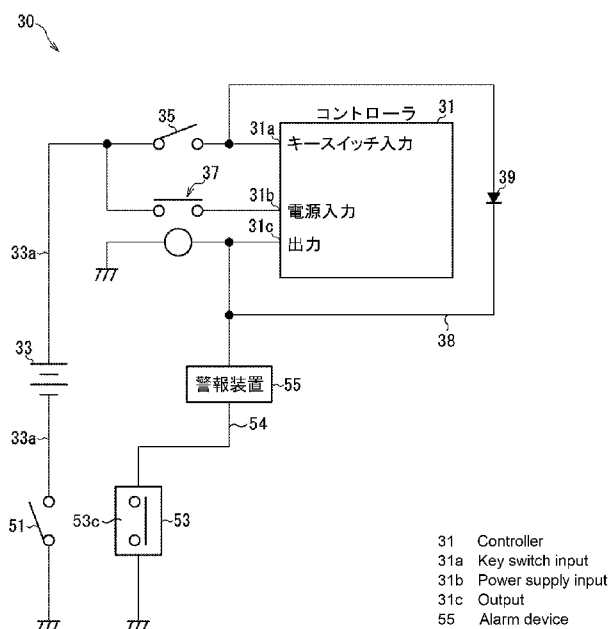 30
コントローラ
31
35
31a
キースイッチ入力
37
39
31b
電源入力
31c
出力
33a
38
33
警報装置
55
33a
54
51
53c
53
31 Controller
31a Key switch input
31b Power supply input
31c Output
55 Alarm device